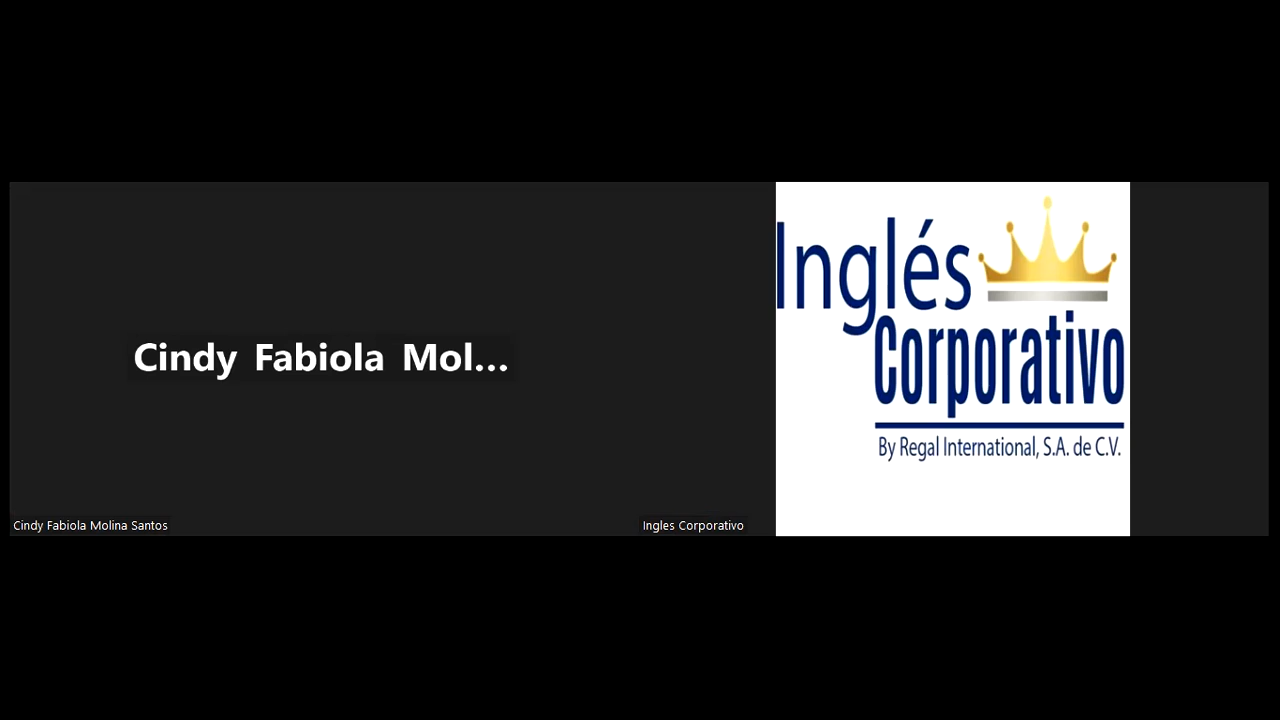 Cindy Fabiola Mol...
Cindy Fabiola Molina Santos
Inglés
Corporativo
By Regal International, S.A. de C.V.
Ingles Corporativo